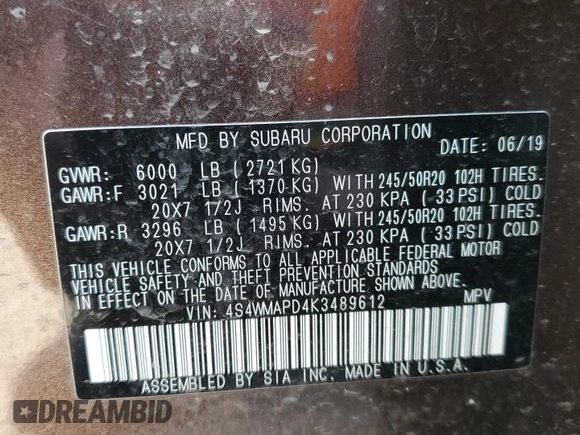 MFD BY SUBARU CORPORATION DATE: 06/19
GVWR: 6000 LB ( 2721 KG)
GAWR:F 3021 LB ( 1370 KG) WITH 245/50R20 102H TIRES.
20X7 1/2J RIMS. AT 230 KPA ( 33 PSI) COLD
GAWR:R 3296 LB ( 1495 KG) WITH 245/50R20 102H TIRES.
20X7 1/2J RIMS. AT 230 KPA ( 33 PSI) COLD
THIS VEHICLE CONFORMS TO ALL APPLICABLE FEDERAL MOTOR
VEHICLE SAFETY AND THEFT PREVENTION STANDARDS
IN EFFECT ON THE DATE OF MANUFACTURE SHOWN ABOVE.
VIN: 4S4WMAPD4K3489612 MPV
ASSEMBLED BY SIA INC. MADE IN U.S.A.
DREAMBID